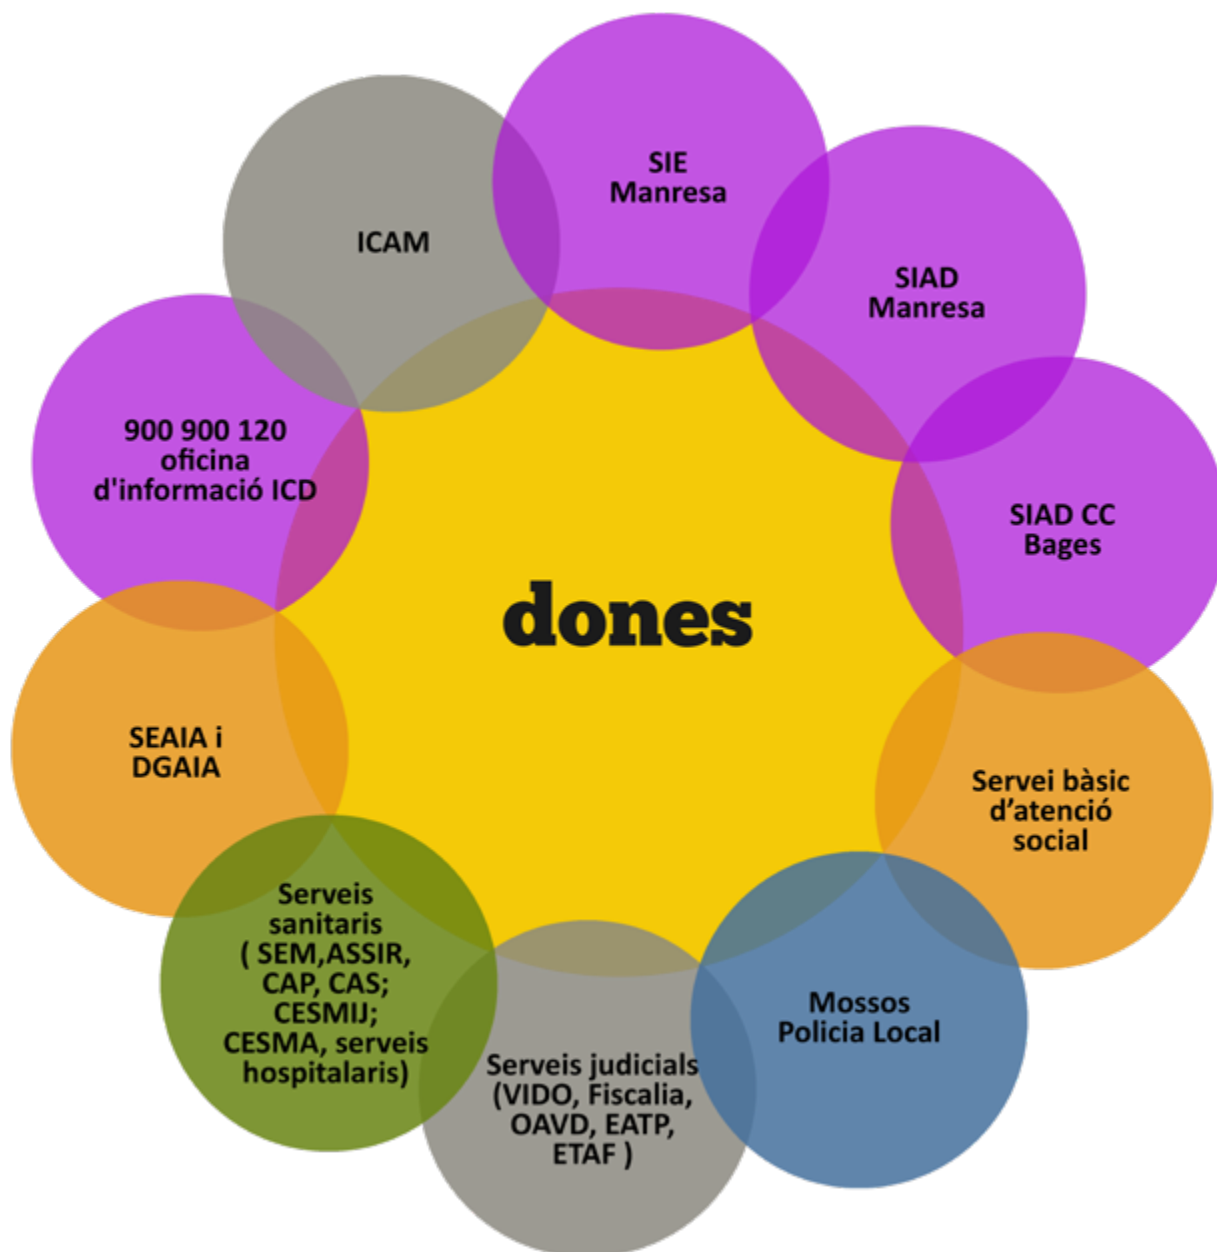 SIE
Manresa
SIAD
Manresa
SIAD CC
Bages
Servei bàsic
d’atenció
social
Mossos
Policia Local
Serveis judicials
(VIDO, Fiscalia,
OAVD, EATP,
ETAF )
Serveis
sanitaris
( SEM,ASSIR,
CAP, CAS;
CESMIJ;
CESMA, serveis
hospitalaris)
SEAIA i
DGAIA
900 900 120
oficina
d'informació ICD
ICAM
dones